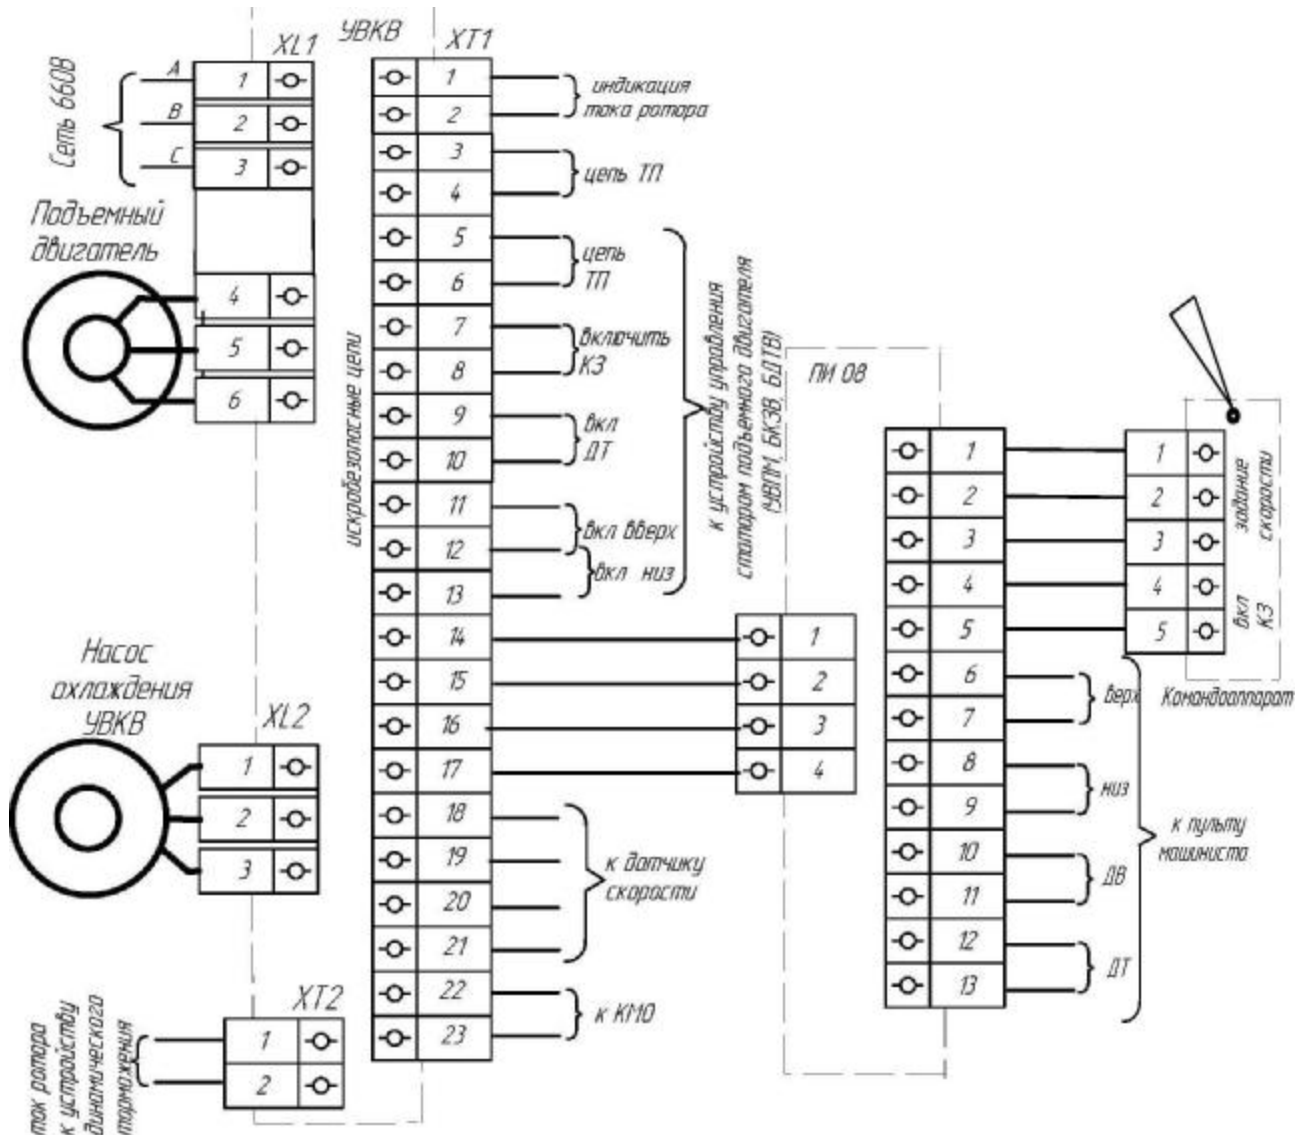 УВКВ
XL1
XT1
Сеть 660В
A
B
C
1
2
3
Подъемный
двигатель
4
5
6
Насос
охлаждения
УВКВ
XL2
1
2
3
XT2
1
2
ток ротора
к устройству
динамического
торможения
искробезопасные цепи
1
2
3
4
5
6
7
8
9
10
11
12
13
14
15
16
17
18
19
20
21
22
23
индикация
тока ротора
цепь ТП
цепь
ТП
включить
КЗ
вкл
ДТ
вкл вверх
вкл низ
к устройству управления
статором подъемного двигателя
(УВПМ, БКЗВ, БДТВ)
к датчику
скорости
к КМО
1
2
3
4
ПИ 08
1
2
3
4
5
6
7
8
9
10
11
12
13
1
2
3
4
5
задание
скорости
вкл
КЗ
Командоаппарат
верх
низ
ДВ
ДТ
к пульту
машиниста